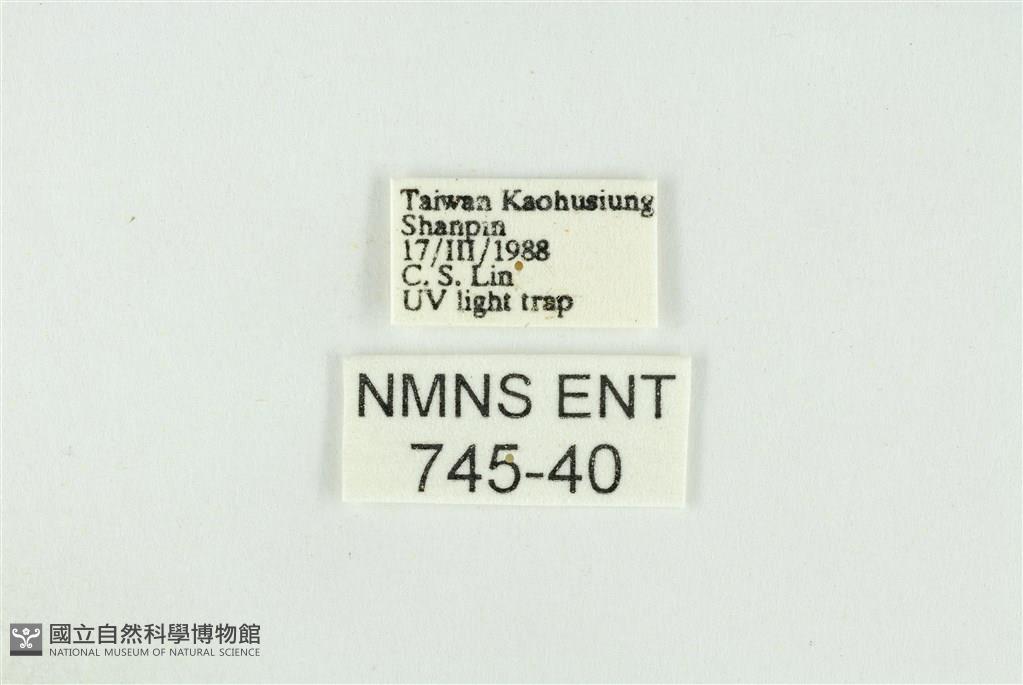 Taiwan Kaohusiung
Shanpin
17/III/1988
C. S. Lin
UV light trap
NMNS ENT
745-40
國立自然科學博物館
NATIONAL MUSEUM OF NATURAL SCIENCE